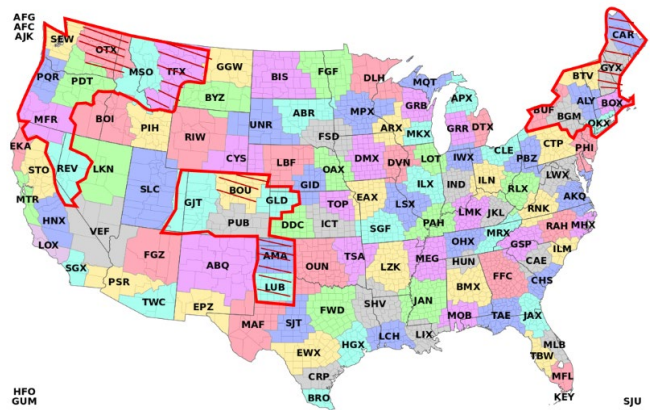 AFG
AFC
AJK
SEW
OTX
MSO
TFX
GGW
BIS
FGF
DLH
MQT
CAR
GYX
PQR
PDT
BYZ
BTV
MFR
BOI
PIH
RIW
UNR
ABR
FSD
MPX
ARX
GRB
MKX
APX
GRR
DTX
BUF
ALY
BGM
BOX
OKX
EKA
STO
REV
LKN
SLC
CYS
LBF
OAX
DMX
DVN
LOT
IWX
CLE
PBZ
CTP
PHI
MTR
HNX
VEF
GJT
BOU
GLD
PUB
GID
TOP
DDC
ICT
EAX
LSX
ILX
IND
ILN
RLX
LWX
AKQ
LOX
SGX
PSR
FGZ
TWC
ABQ
AMA
LUB
OUN
TSA
SGF
LZK
PAH
MEG
LMK
JKL
OHX
HUN
MRX
RNK
GSP
RAH
MHX
CAE
ILM
CHS
EPZ
MAF
SJT
FWD
SHV
JAN
BMX
FFC
EWX
HGX
LCH
LIX
MOB
TAE
JAX
CRP
BRO
MLB
TBW
MFL
KEY
HFO
GUM
SJU